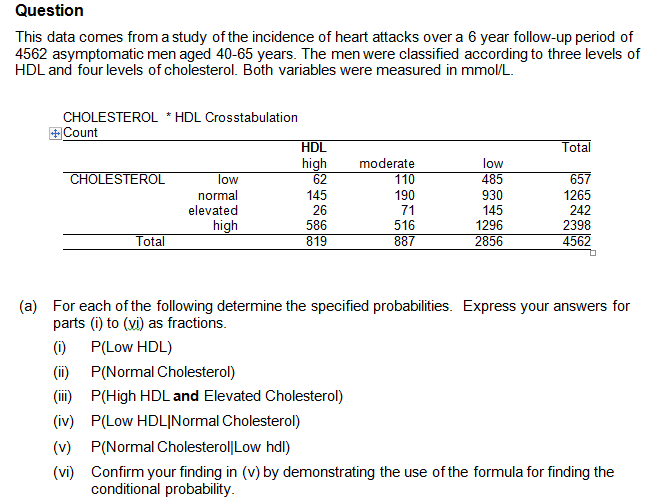 Question
This data comes from a study of the incidence of heart attacks over a 6 year follow-up period of
4562 asymptomatic men aged 40-65 years. The men were classified according to three levels of
HDL and four levels of cholesterol. Both variables were measured in mmol/L.
CHOLESTEROL * HDL Crosstabulation
Count
HDL Total
high moderate low
CHOLESTEROL low 62 110 485 657
normal 145 190 930 1265
elevated 26 71 145 242
high 586 516 1296 2398
Total 819 887 2856 4562
(a) For each of the following determine the specified probabilities. Express your answers for
parts (i) to (vi) as fractions.
(i) P(Low HDL)
(ii) P(Normal Cholesterol)
(iii) P(High HDL and Elevated Cholesterol)
(iv) P(Low HDL|Normal Cholesterol)
(v) P(Normal Cholesterol|Low hdl)
(vi) Confirm your finding in (v) by demonstrating the use of the formula for finding the
conditional probability.